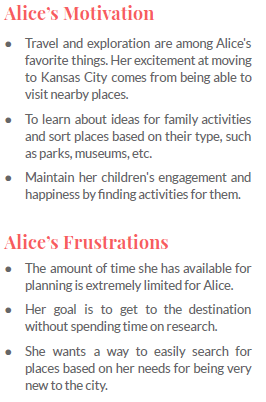 Alice's Motivation
● Travel and exploration are among Alice's
favorite things. Her excitement at moving
to Kansas City comes from being able to
visit nearby places.
● To learn about ideas for family activities
and sort places based on their type, such
as parks, museums, etc.
● Maintain her children's engagement and
happiness by finding activities for them.
Alice's Frustrations
● The amount of time she has available for
planning is extremely limited for Alice.
● Her goal is to get to the destination
without spending time on research.
● She wants a way to easily search for
places based on her needs for being very
new to the city.